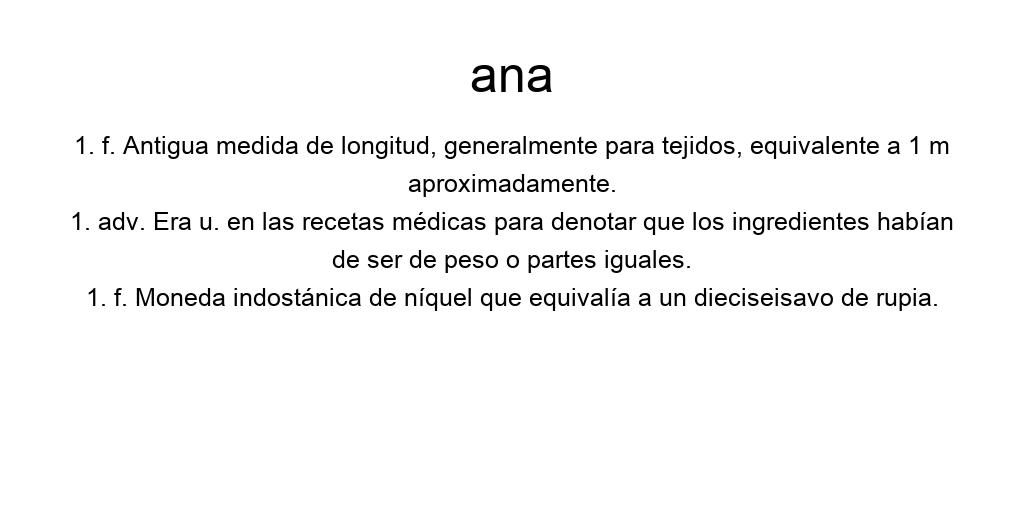 ana
1. f. Antigua medida de longitud, generalmente para tejidos, equivalente a 1 m
aproximadamente.
1. adv. Era u. en las recetas médicas para denotar que los ingredientes habían
de ser de peso o partes iguales.
1. f. Moneda indostánica de níquel que equivalía a un dieciseisavo de rupia.